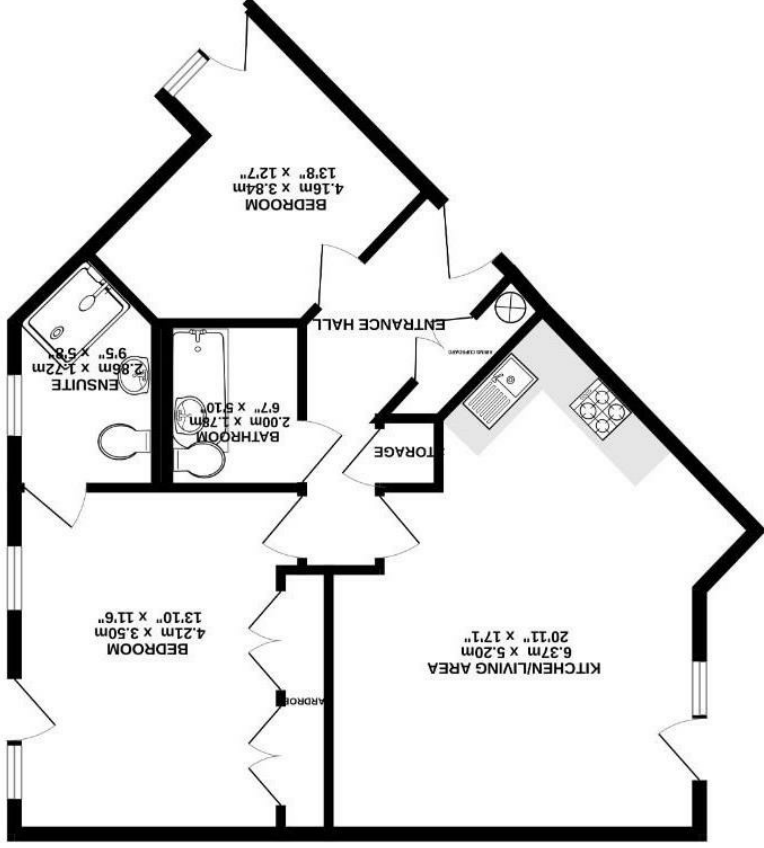 KITCHEN/LIVING AREA
6.37m x 5.20m
20'11" x 17'1"
BEDROOM
4.21m x 3.50m
13'10" x 11'6"
ARDROB
STORAGE
BATHROOM
2.00m x 1.78m
6'7" x 5'10"
ENSUITE
2.86m x 1.72m
9'5" x 5'8"
ENTRANCE HALL
BEDROOM
4.16m x 3.84m
13'8" x 12'7"